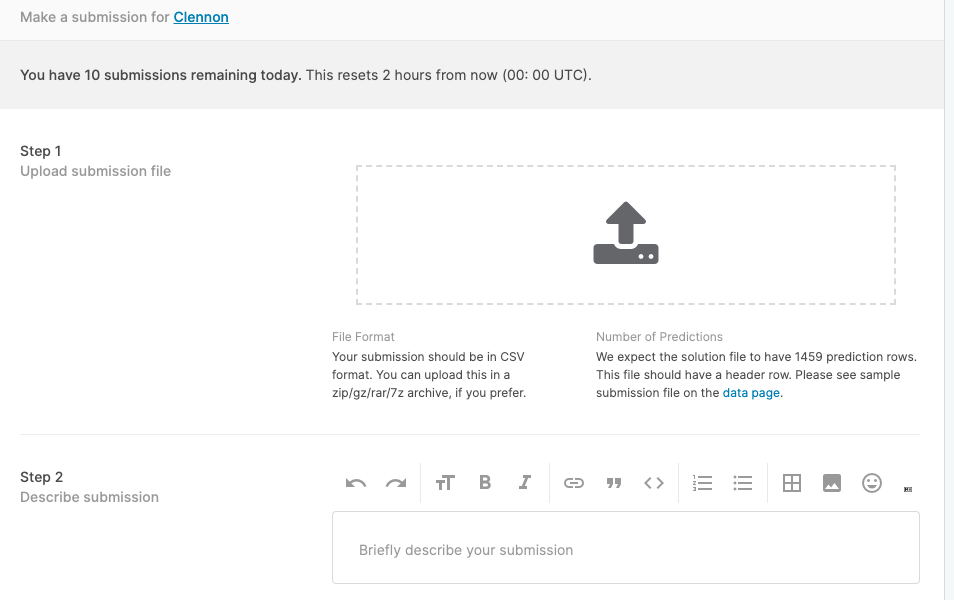 Make a submission for Clennon
You have 10 submissions remaining today. This resets 2 hours from now (00: 00 UTC).
Step 1
Upload submission file
File Format
Your submission should be in CSV
format. You can upload this in a
zip/gz/rar/7z archive, if you prefer.
Number of Predictions
We expect the solution file to have 1459 prediction rows.
This file should have a header row. Please see sample
submission file on the data page.
Step 2
Describe submission
Briefly describe your submission